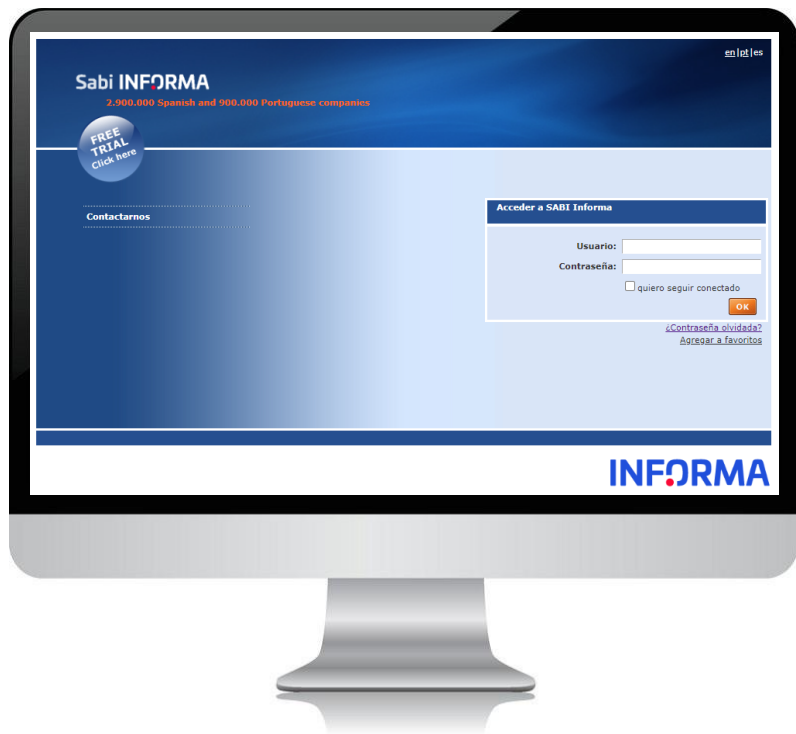 en|pt|es
Sabi INFORMA
2.900.000 Spanish and 900.000 Portuguese companies
FREE
TRIAL
Click here
Contactarnos
Acceder a SABI Informa
Usuario:
Contraseña:
quiero seguir conectado
OK
¿Contraseña olvidada?
Agregar a favoritos
INFORMA